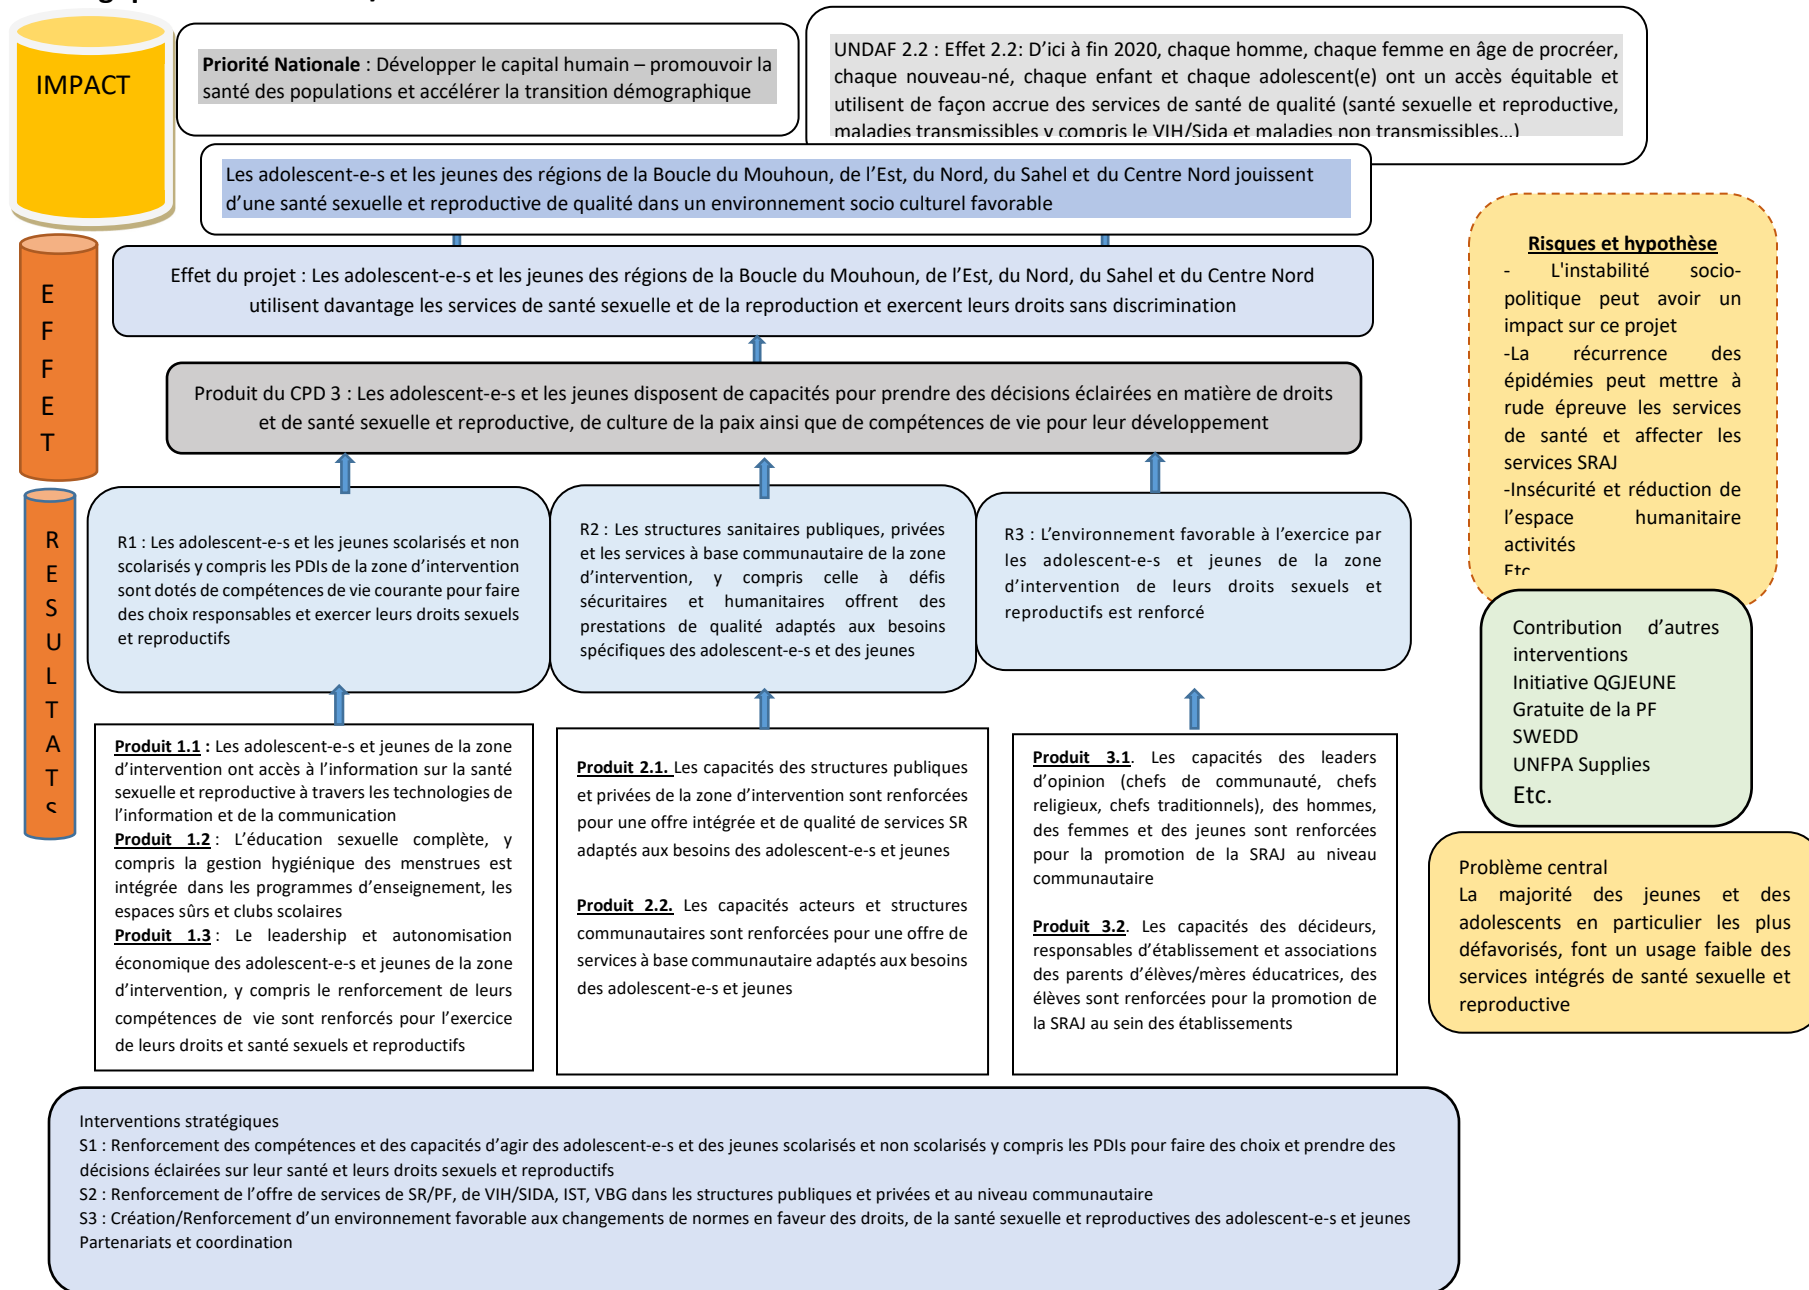 IMPACT
Priorité Nationale : Développer le capital humain – promouvoir la
santé des populations et accélérer la transition démographique
UNDAF 2.2 : Effet 2.2: D'ici à fin 2020, chaque homme, chaque femme en âge de procréer,
chaque nouveau-né, chaque enfant et chaque adolescent(e) ont un accès équitable et
utilisent de façon accrue des services de santé de qualité (santé sexuelle et reproductive,
maladies transmissibles y compris le VIH/Sida et maladies non transmissibles…)
Les adolescent-e-s et les jeunes des régions de la Boucle du Mouhoun, de l'Est, du Nord, du Sahel et du Centre Nord jouissent
d'une santé sexuelle et reproductive de qualité dans un environnement socio culturel favorable
E
F
F
E
T
Effet du projet : Les adolescent-e-s et les jeunes des régions de la Boucle du Mouhoun, de l'Est, du Nord, du Sahel et du Centre Nord
utilisent davantage les services de santé sexuelle et de la reproduction et exercent leurs droits sans discrimination
Produit du CPD 3 : Les adolescent-e-s et les jeunes disposent de capacités pour prendre des décisions éclairées en matière de droits
et de santé sexuelle et reproductive, de culture de la paix ainsi que de compétences de vie pour leur développement
R
E
S
U
L
T
A
T
S
R1 : Les adolescent-e-s et les jeunes scolarisés et non
scolarisés y compris les PDIs de la zone d'intervention
sont dotés de compétences de vie courante pour faire
des choix responsables et exercer leurs droits sexuels
et reproductifs
R2 : Les structures sanitaires publiques, privées
et les services à base communautaire de la zone
d'intervention, y compris celle à défis
sécuritaires et humanitaires offrent des
prestations de qualité adaptés aux besoins
spécifiques des adolescent-e-s et des jeunes
R3 : L'environnement favorable à l'exercice par
les adolescent-e-s et jeunes de la zone
d'intervention de leurs droits sexuels et
reproductifs est renforcé
Produit 1.1 : Les adolescent-e-s et jeunes de la zone
d'intervention ont accès à l'information sur la santé
sexuelle et reproductive à travers les technologies de
l'information et de la communication
Produit 1.2 : L'éducation sexuelle complète, y
compris la gestion hygiénique des menstrues est
intégrée dans les programmes d'enseignement, les
espaces sûrs et clubs scolaires
Produit 1.3 : Le leadership et autonomisation
économique des adolescent-e-s et jeunes de la zone
d'intervention, y compris le renforcement de leurs
compétences de vie sont renforcés pour l'exercice
de leurs droits et santé sexuels et reproductifs
Produit 2.1. Les capacités des structures publiques
et privées de la zone d'intervention sont renforcées
pour une offre intégrée et de qualité de services SR
adaptés aux besoins des adolescent-e-s et jeunes
Produit 2.2. Les capacités acteurs et structures
communautaires sont renforcées pour une offre de
services à base communautaire adaptés aux besoins
des adolescent-e-s et jeunes
Produit 3.1. Les capacités des leaders
d'opinion (chefs de communauté, chefs
religieux, chefs traditionnels), des hommes,
des femmes et des jeunes sont renforcées
pour la promotion de la SRAJ au niveau
communautaire
Produit 3.2. Les capacités des décideurs,
responsables d'établissement et associations
des parents d'élèves/mères éducatrices, des
élèves sont renforcées pour la promotion de
la SRAJ au sein des établissements
Risques et hypothèse
- L'instabilité socio-
politique peut avoir un
impact sur ce projet
-La récurrence des
épidémies peut mettre à
rude épreuve les services
de santé et affecter les
services SRAJ
-Insécurité et réduction de
l'espace humanitaire
activités
Etc
Contribution d'autres
interventions
Initiative QGJEUNE
Gratuite de la PF
SWEDD
UNFPA Supplies
Etc.
Problème central
La majorité des jeunes et des
adolescents en particulier les plus
défavorisés, font un usage faible des
services intégrés de santé sexuelle et
reproductive
Interventions stratégiques
S1 : Renforcement des compétences et des capacités d'agir des adolescent-e-s et des jeunes scolarisés et non scolarisés y compris les PDIs pour faire des choix et prendre des
décisions éclairées sur leur santé et leurs droits sexuels et reproductifs
S2 : Renforcement de l'offre de services de SR/PF, de VIH/SIDA, IST, VBG dans les structures publiques et privées et au niveau communautaire
S3 : Création/Renforcement d'un environnement favorable aux changements de normes en faveur des droits, de la santé sexuelle et reproductives des adolescent-e-s et jeunes
Partenariats et coordination